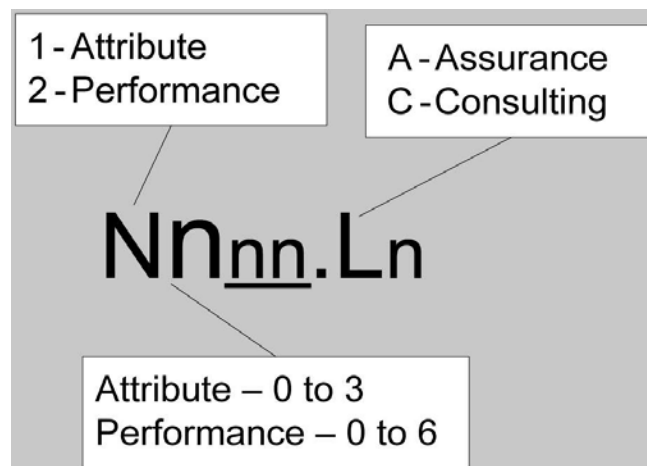 1 - Attribute
2 - Performance
A - Assurance
C - Consulting
Nnnn.Ln
Attribute – 0 to 3
Performance – 0 to 6